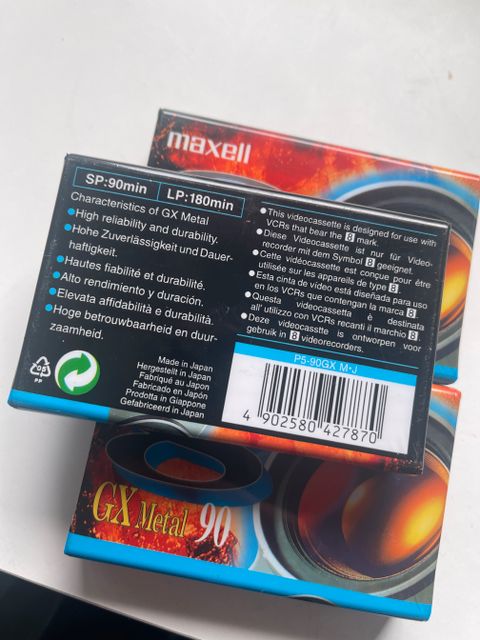 maxell
SP:90min LP:180min
Characteristics of GX Metal
●High reliability and durability.
●Hohe Zuverlässigkeit und Dauer-
haftigkeit.
●Hautes fiabilité et durabilité.
●Alto rendimiento y duración.
●Elevata affidabilità e durabilità.
●Hoge betrouwbaarheid en duur-
zaamheid.
●This videocassette is designed for use with
VCRs that bear the 8 mark.
●Diese Videocassette ist nur für Video-
recorder mit dem Symbol 8 geeignet.
●Cette vidéocassette est conçue pour être
utilisée sur les appareils de type 8.
●Esta cinta de video está diseñada para uso
en los VCRs que contengan la marca 8.
●Questa videocassetta è destinata
all' utilizzo con VCRs recanti il marchio 8.
●Deze videocassette is ontworpen voor
gebruik in 8 videorecorders.
PP
Made in Japan
Hergestellt in Japan
Fabriqué au Japon
Fabricado en Japón
Prodotta in Giappone
Gefabriceerd in Japan
P5-90GX M•J
4 902580 427870
GX Metal 90